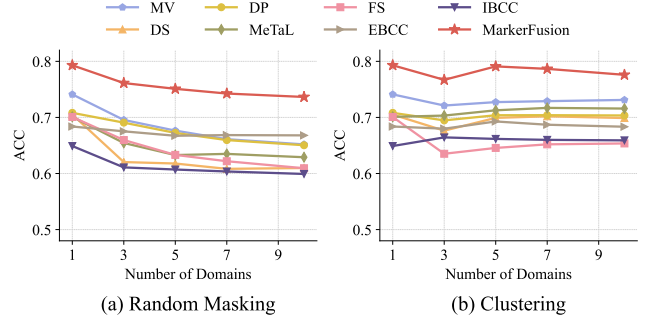 MV DP FS IBCC
DS MeTaL EBCC MarkerFusion
0.8
0.7
0.6
0.5
ACC
1 3 5 7 9
Number of Domains
(a) Random Masking
0.8
0.7
0.6
0.5
ACC
1 3 5 7 9
Number of Domains
(b) Clustering